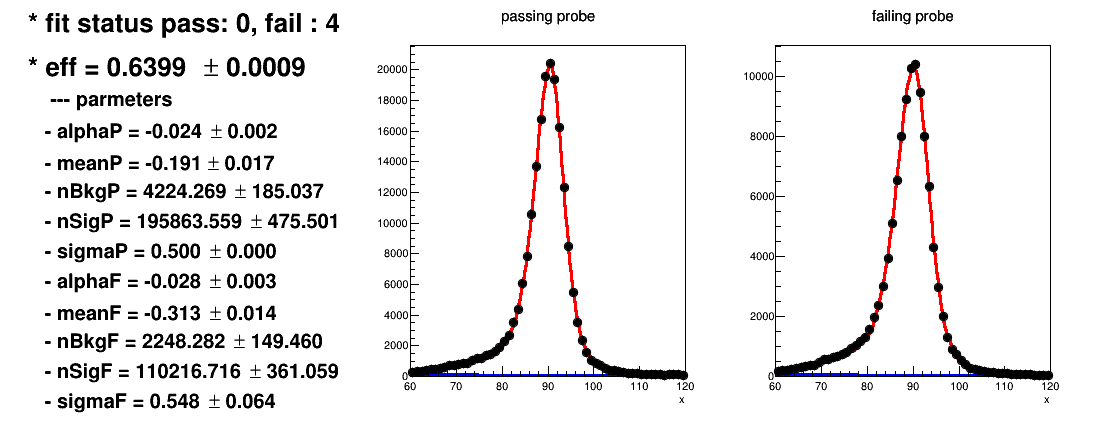 * fit status pass: 0, fail : 4
* eff = 0.6399 ± 0.0009
--- parmeters
- alphaP = -0.024 ± 0.002
- meanP = -0.191 ± 0.017
- nBkgP = 4224.269 ± 185.037
- nSigP = 195863.559 ± 475.501
- sigmaP = 0.500 ± 0.000
- alphaF = -0.028 ± 0.003
- meanF = -0.313 ± 0.014
- nBkgF = 2248.282 ± 149.460
- nSigF = 110216.716 ± 361.059
- sigmaF = 0.548 ± 0.064
passing probe
20000
18000
16000
14000
12000
10000
8000
6000
4000
2000
0
60 70 80 90 100 110 120
x
failing probe
10000
8000
6000
4000
2000
0
60 70 80 90 100 110 120
x